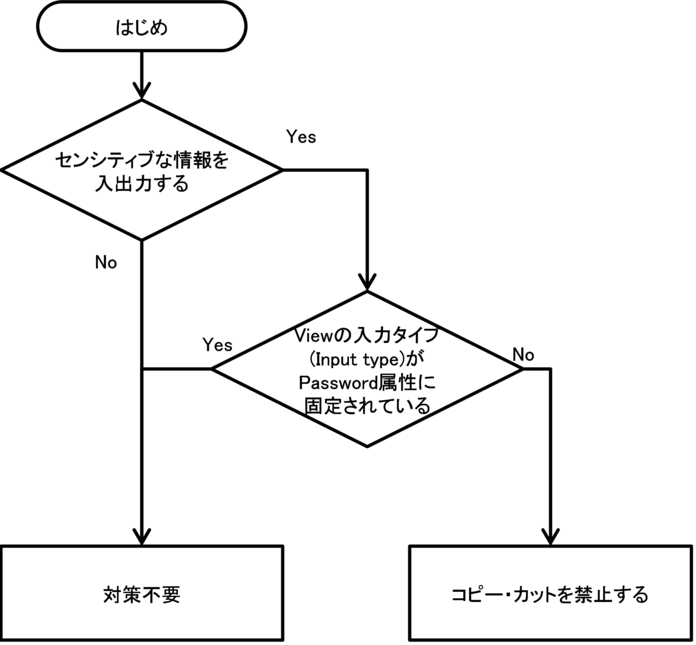 はじめ
センシティブな情報を
入出力する
Yes
No
Viewの入力タイプ
(Input type)が
Password属性に
固定されている
Yes
No
対策不要
コピー・カットを禁止する